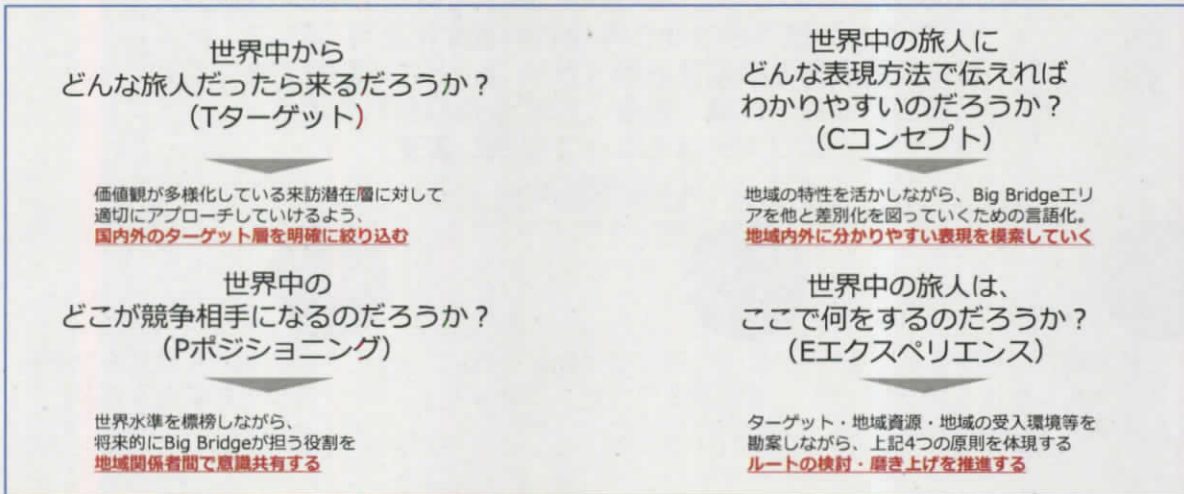 世界中から
どんな旅人だったら来るだろうか？
(Tターゲット)
価値観が多様化している来訪潜在層に対して
適切にアプローチしていけるよう、
国内外のターゲット層を明確に絞り込む
世界中の旅人に
どんな表現方法で伝えれば
わかりやすいのだろうか？
(Cコンセプト)
地域の特性を活かしながら、Big Bridgeエリ
アを他と差別化を図っていくための言語化。
地域内外に分かりやすい表現を模索していく
世界中の
どこが競争相手になるのだろうか？
(Pポジショニング)
世界水準を標榜しながら、
将来的にBig Bridgeが担う役割を
地域関係者間で意識共有する
世界中の旅人は、
ここで何をするのだろうか？
(Eエクスペリエンス)
ターゲット・地域資源・地域の受入環境等を
勘案しながら、上記4つの原則を体現する
ルートの検討・磨き上げを推進する